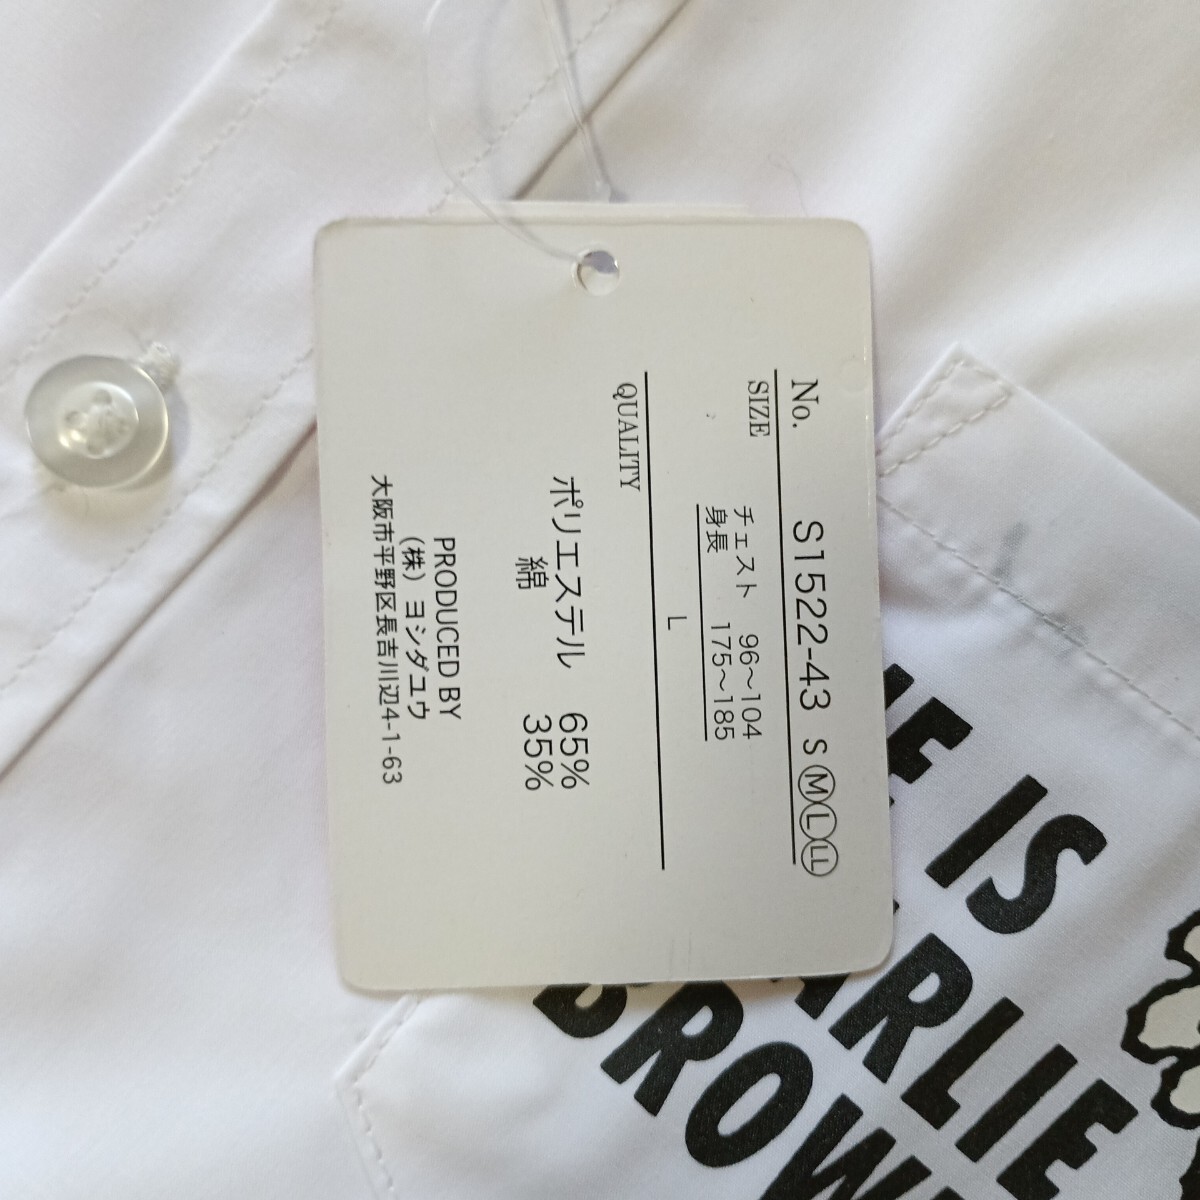 No. S1522-43 S Ⓜ Ⓛ LL
SIZE
チェスト 96～104
身長 175～185
L
QUALITY
ポリエステル 65%
綿 35%
PRODUCED BY
(株) ヨシダユウ
大阪市平野区長吉川辺4-1-63
IS
BROW